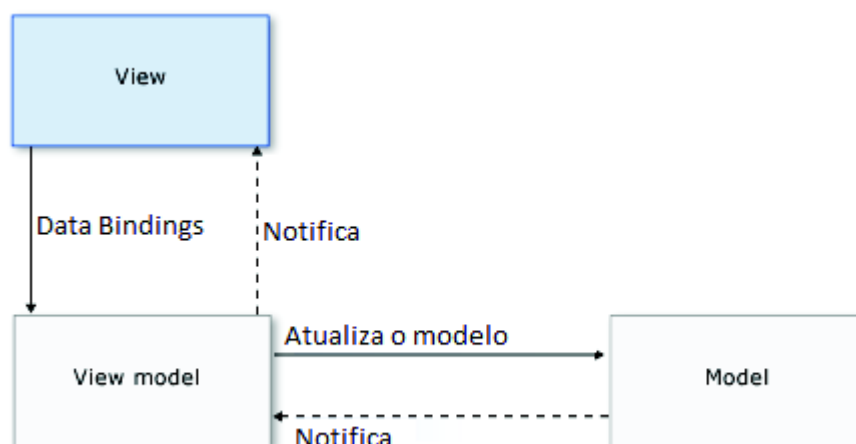 View
Data Bindings
Notifica
Atualiza o modelo
View model
Model
Notifica